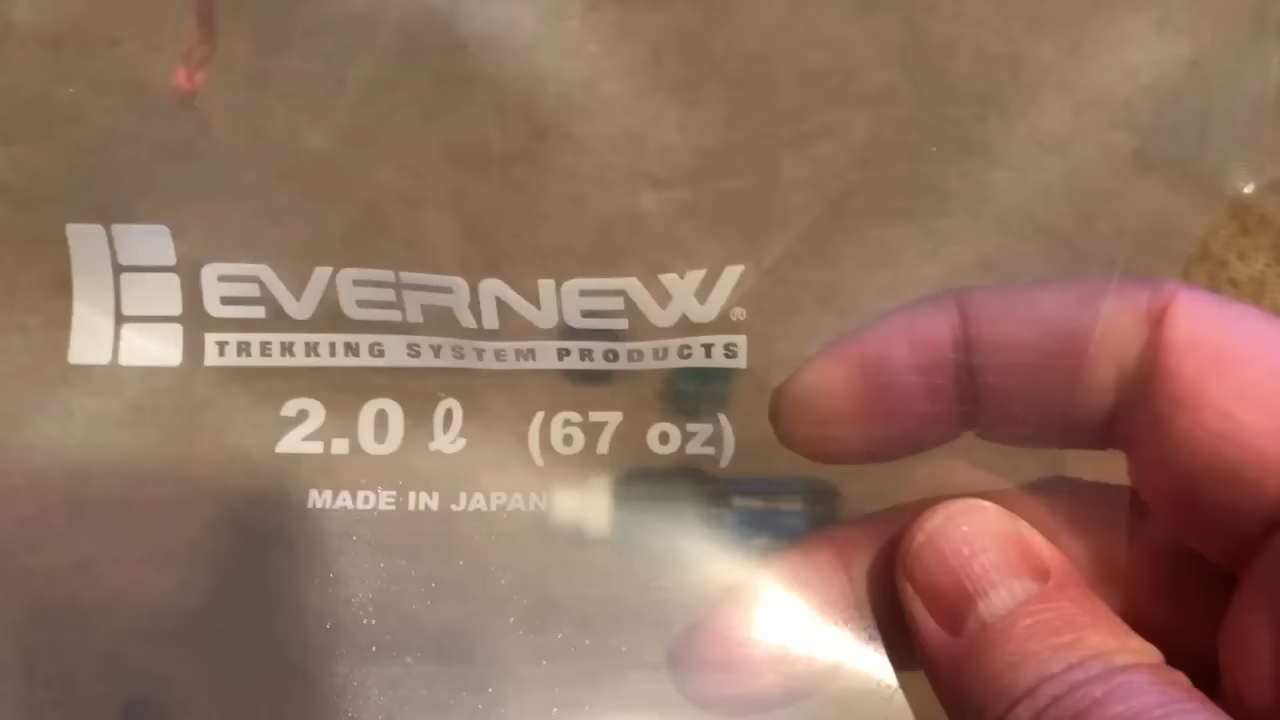 EVERNEW®
TREKKING SYSTEM PRODUCTS
2.0 ℓ (67 oz)
MADE IN JAPAN